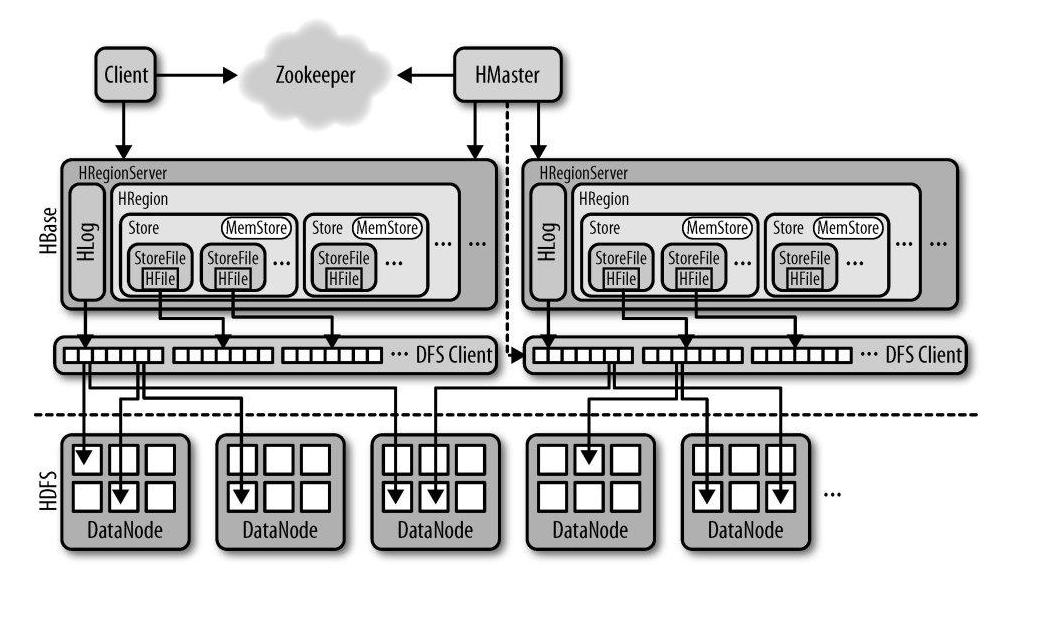 Client
Zookeeper
HMaster
HBase
HRegionServer
HLog
HRegion
Store
MemStore
StoreFile
HFile
StoreFile
HFile
...
Store
MemStore
StoreFile
HFile
...
...
...
HRegionServer
HLog
HRegion
Store
MemStore
StoreFile
HFile
StoreFile
HFile
...
Store
MemStore
StoreFile
HFile
...
...
...
... DFS Client
... DFS Client
HDFS
DataNode
DataNode
DataNode
DataNode
DataNode
...